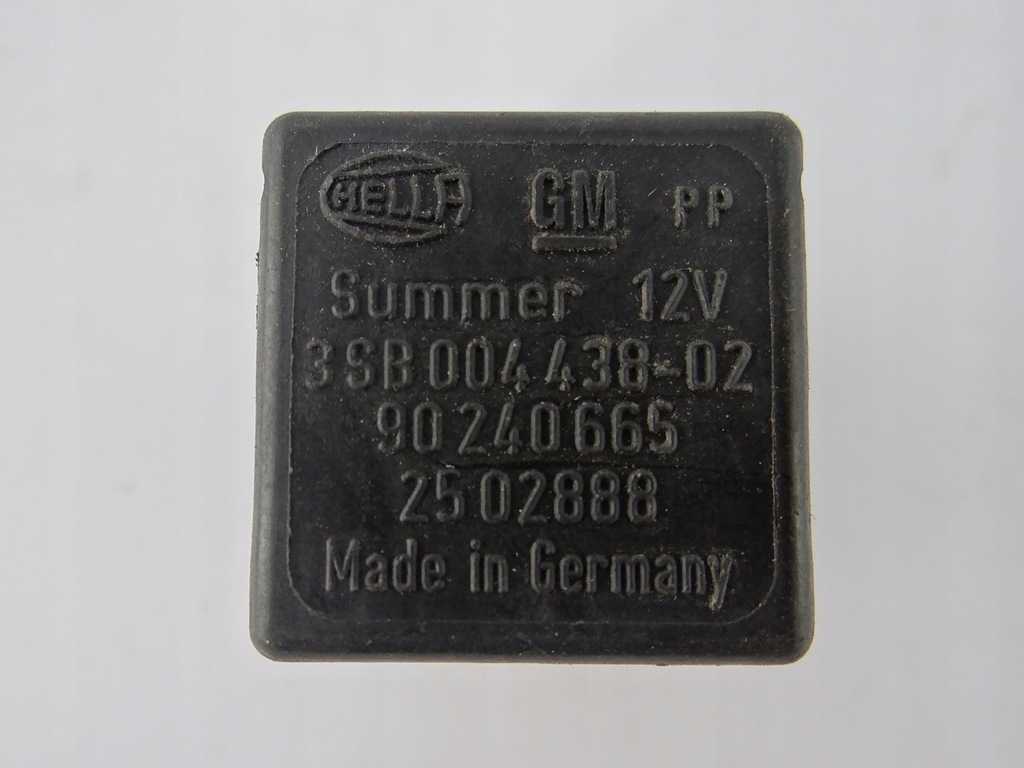 HELLA GM PP
Summer 12V
3SB 004 438-02
90 240 665
25 02888
Made in Germany